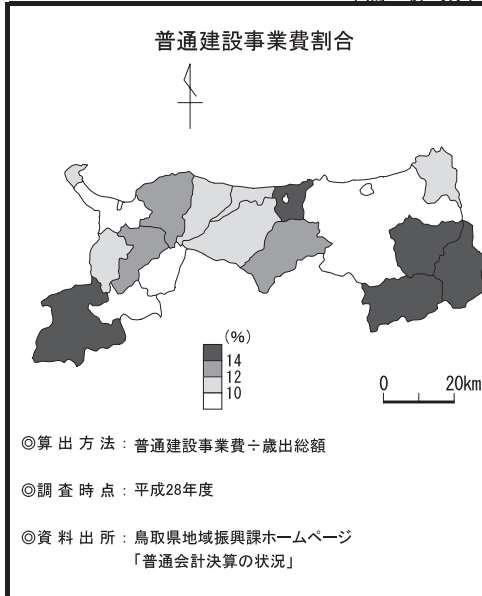 普通建設事業費割合
(%)
14
12
10
0 20km
◎算出方法：普通建設事業費÷歳出総額
◎調査時点：平成28年度
◎資料出所：鳥取県地域振興課ホームページ
「普通会計決算の状況」